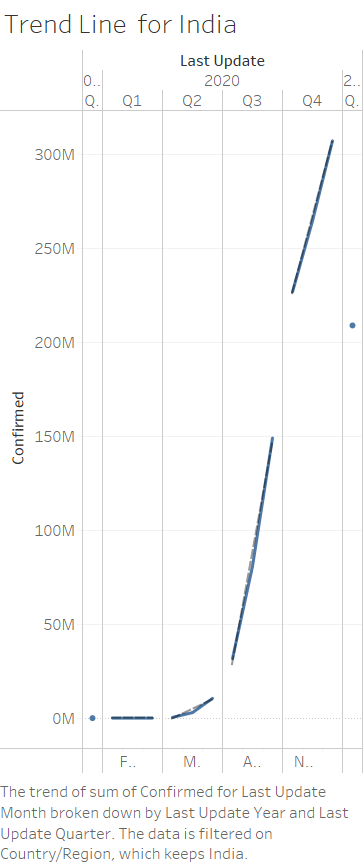 Trend Line for India
Last Update
0.. 2020 2..
Q. Q1 Q2 Q3 Q4 Q.
300M
250M
200M
150M
100M
50M
0M
Confirmed
F.. M. A.. N..
The trend of sum of Confirmed for Last Update
Month broken down by Last Update Year and Last
Update Quarter. The data is filtered on
Country/Region, which keeps India.